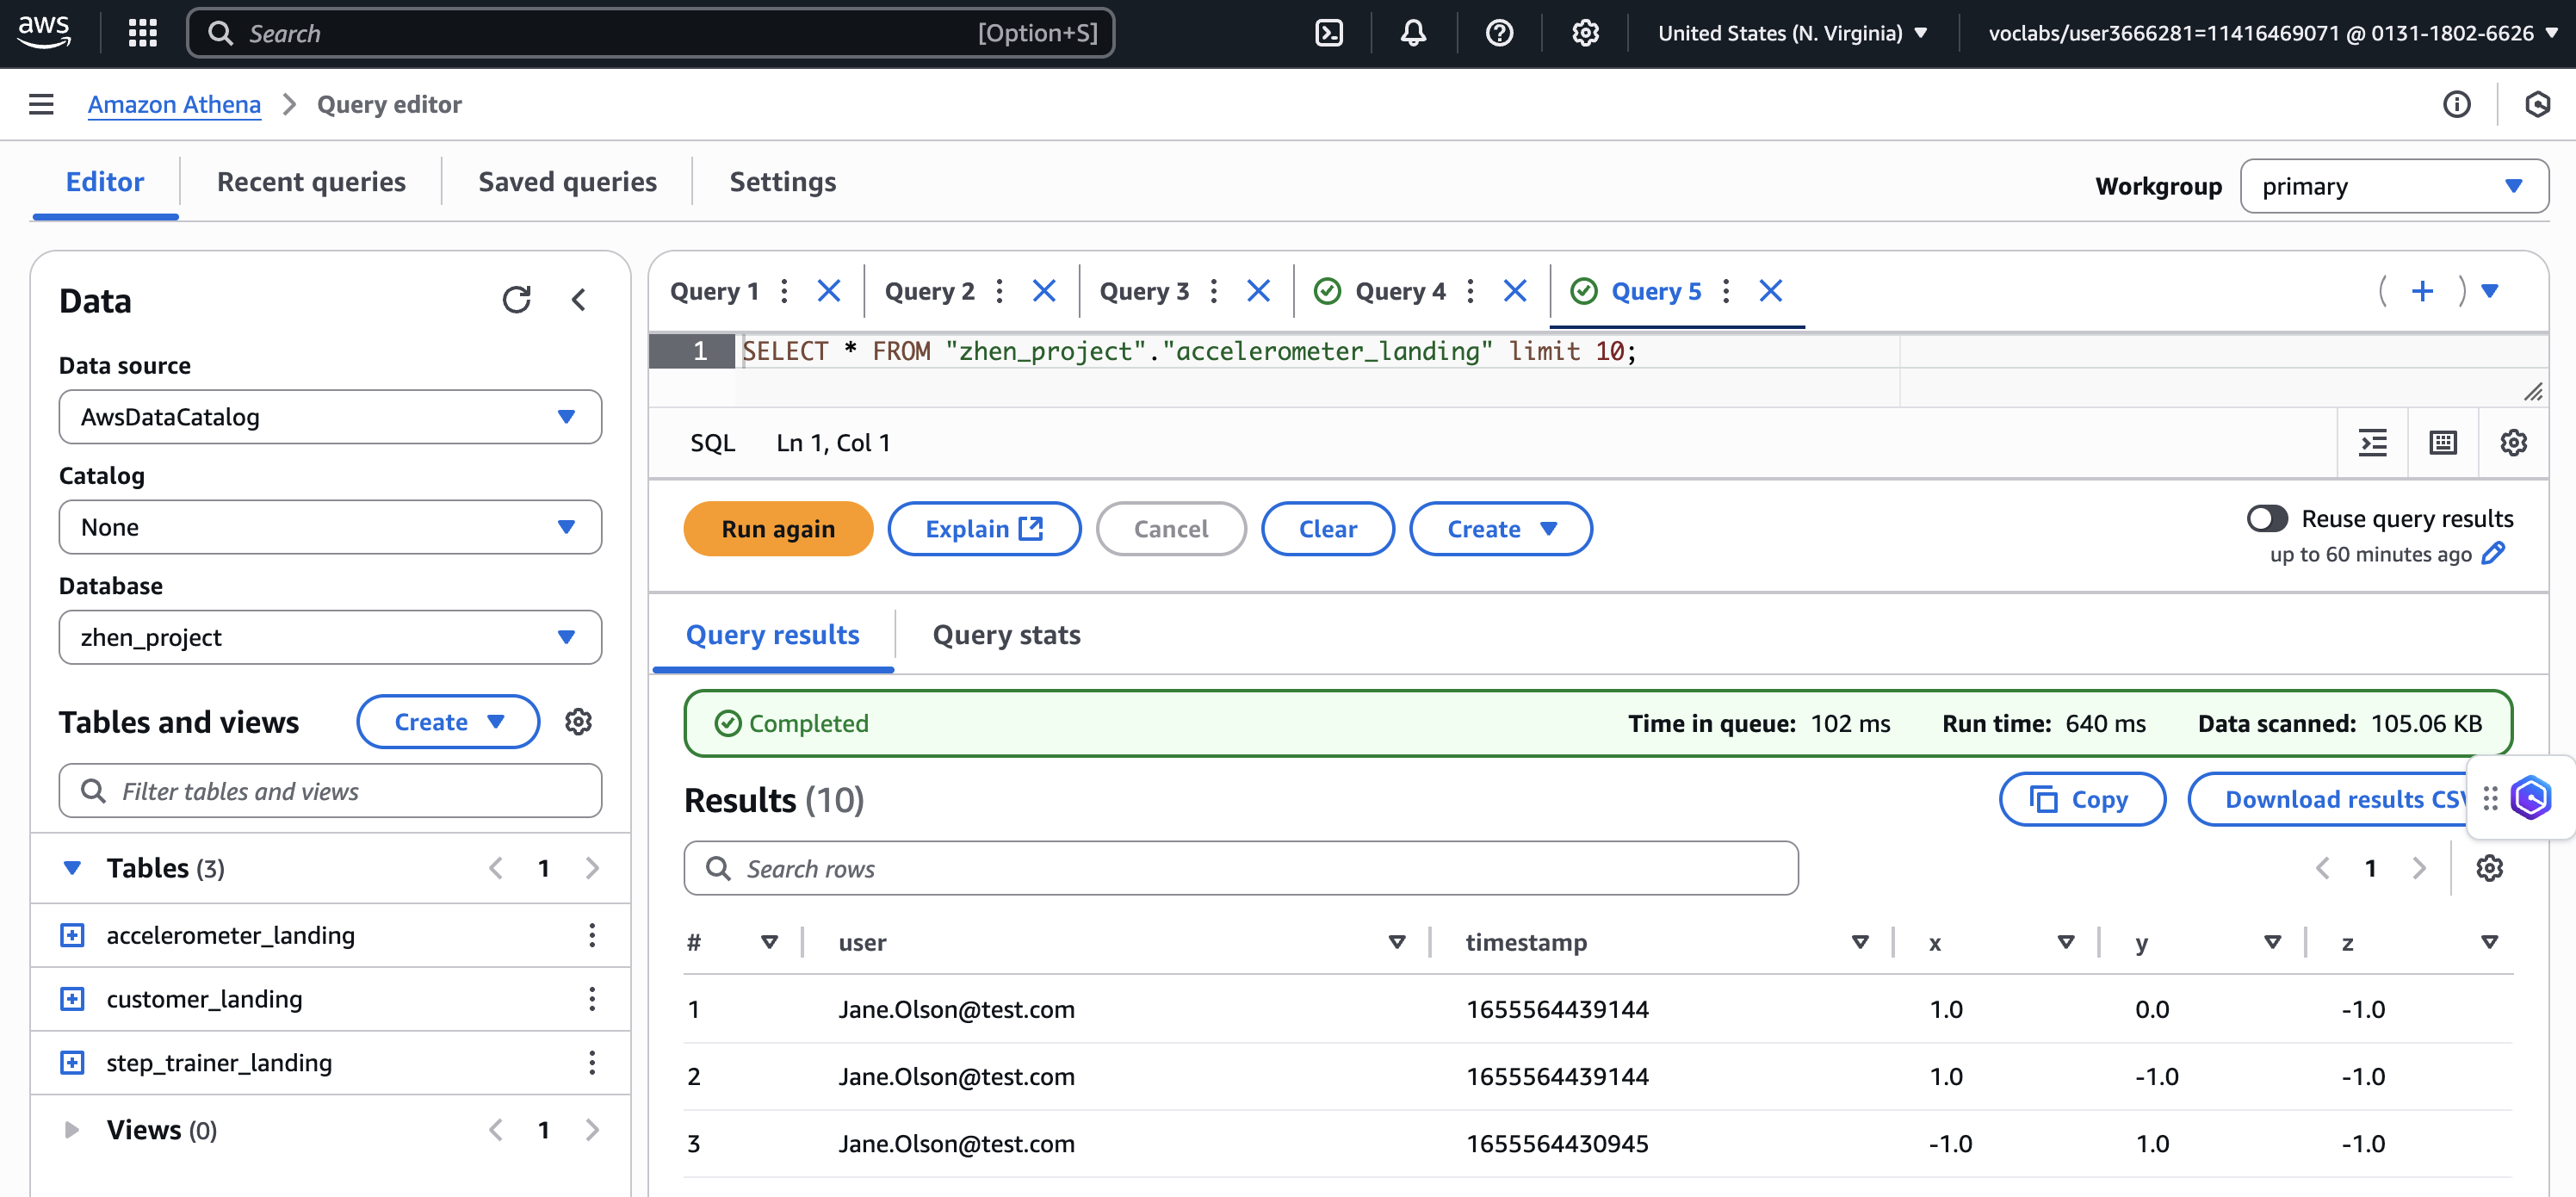 aws
Search [Option+S]
United States (N. Virginia)
voclabs/user3666281=11416469071 @ 0131-1802-6626
Amazon Athena
Query editor
Editor
Recent queries
Saved queries
Settings
Workgroup
primary
Data
Data source
AwsDataCatalog
Catalog
None
Database
zhen_project
Tables and views
Create
Filter tables and views
Tables (3)
1
accelerometer_landing
customer_landing
step_trainer_landing
Views (0)
1
Query 1
Query 2
Query 3
Query 4
Query 5
1 SELECT * FROM "zhen_project"."accelerometer_landing" limit 10;
SQL Ln 1, Col 1
Run again
Explain
Cancel
Clear
Create
Reuse query results
up to 60 minutes ago
Query results
Query stats
Completed
Time in queue: 102 ms
Run time: 640 ms
Data scanned: 105.06 KB
Results (10)
Copy
Download results CSV
Search rows
1
# user timestamp x y z
1 Jane.Olson@test.com 1655564439144 1.0 0.0 -1.0
2 Jane.Olson@test.com 1655564439144 1.0 -1.0 -1.0
3 Jane.Olson@test.com 1655564430945 -1.0 1.0 -1.0